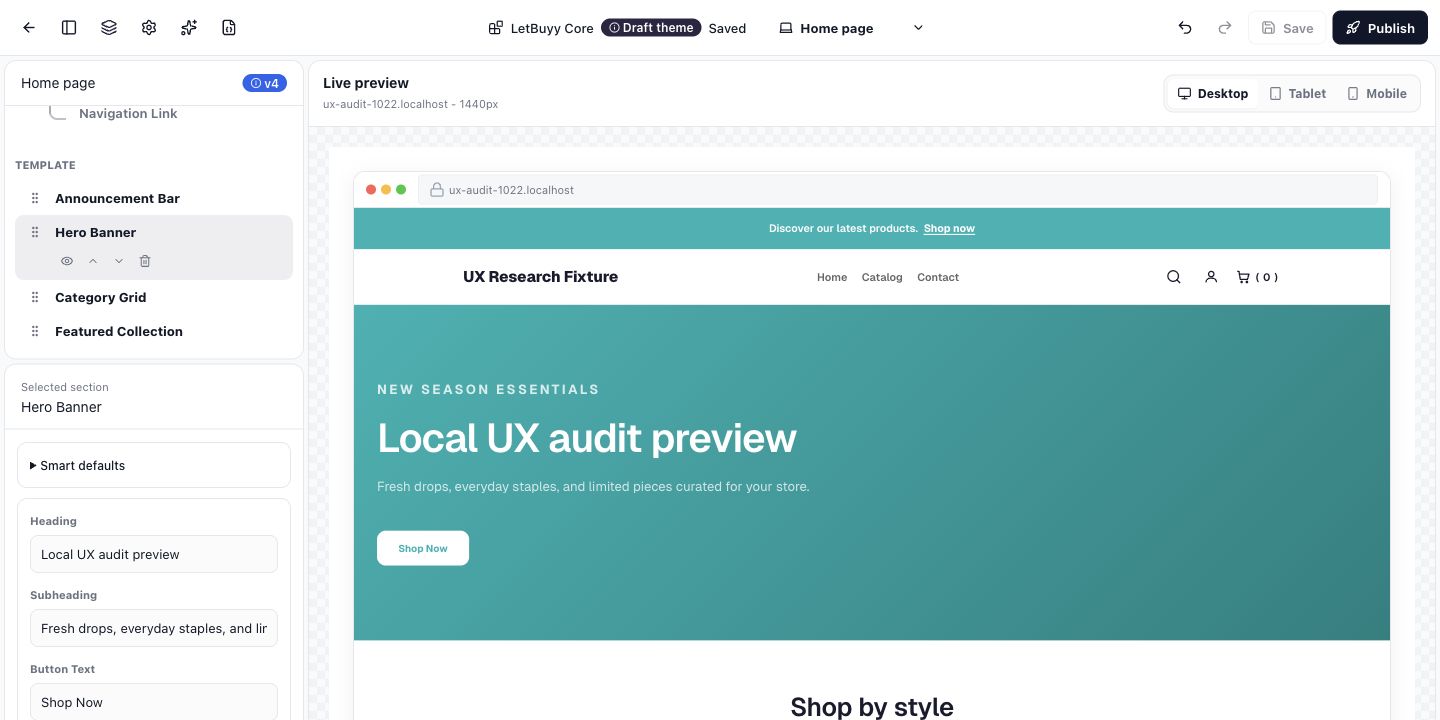 LetBuyy Core Draft theme Saved Home page Save Publish
Home page v4
Navigation Link
TEMPLATE
Announcement Bar
Hero Banner
Category Grid
Featured Collection
Selected section
Hero Banner
Smart defaults
Heading
Local UX audit preview
Subheading
Fresh drops, everyday staples, and lir
Button Text
Shop Now
Live preview
ux-audit-1022.localhost - 1440px
Desktop Tablet Mobile
ux-audit-1022.localhost
Discover our latest products. Shop now
UX Research Fixture Home Catalog Contact ( 0 )
NEW SEASON ESSENTIALS
Local UX audit preview
Fresh drops, everyday staples, and limited pieces curated for your store.
Shop Now
Shop by style